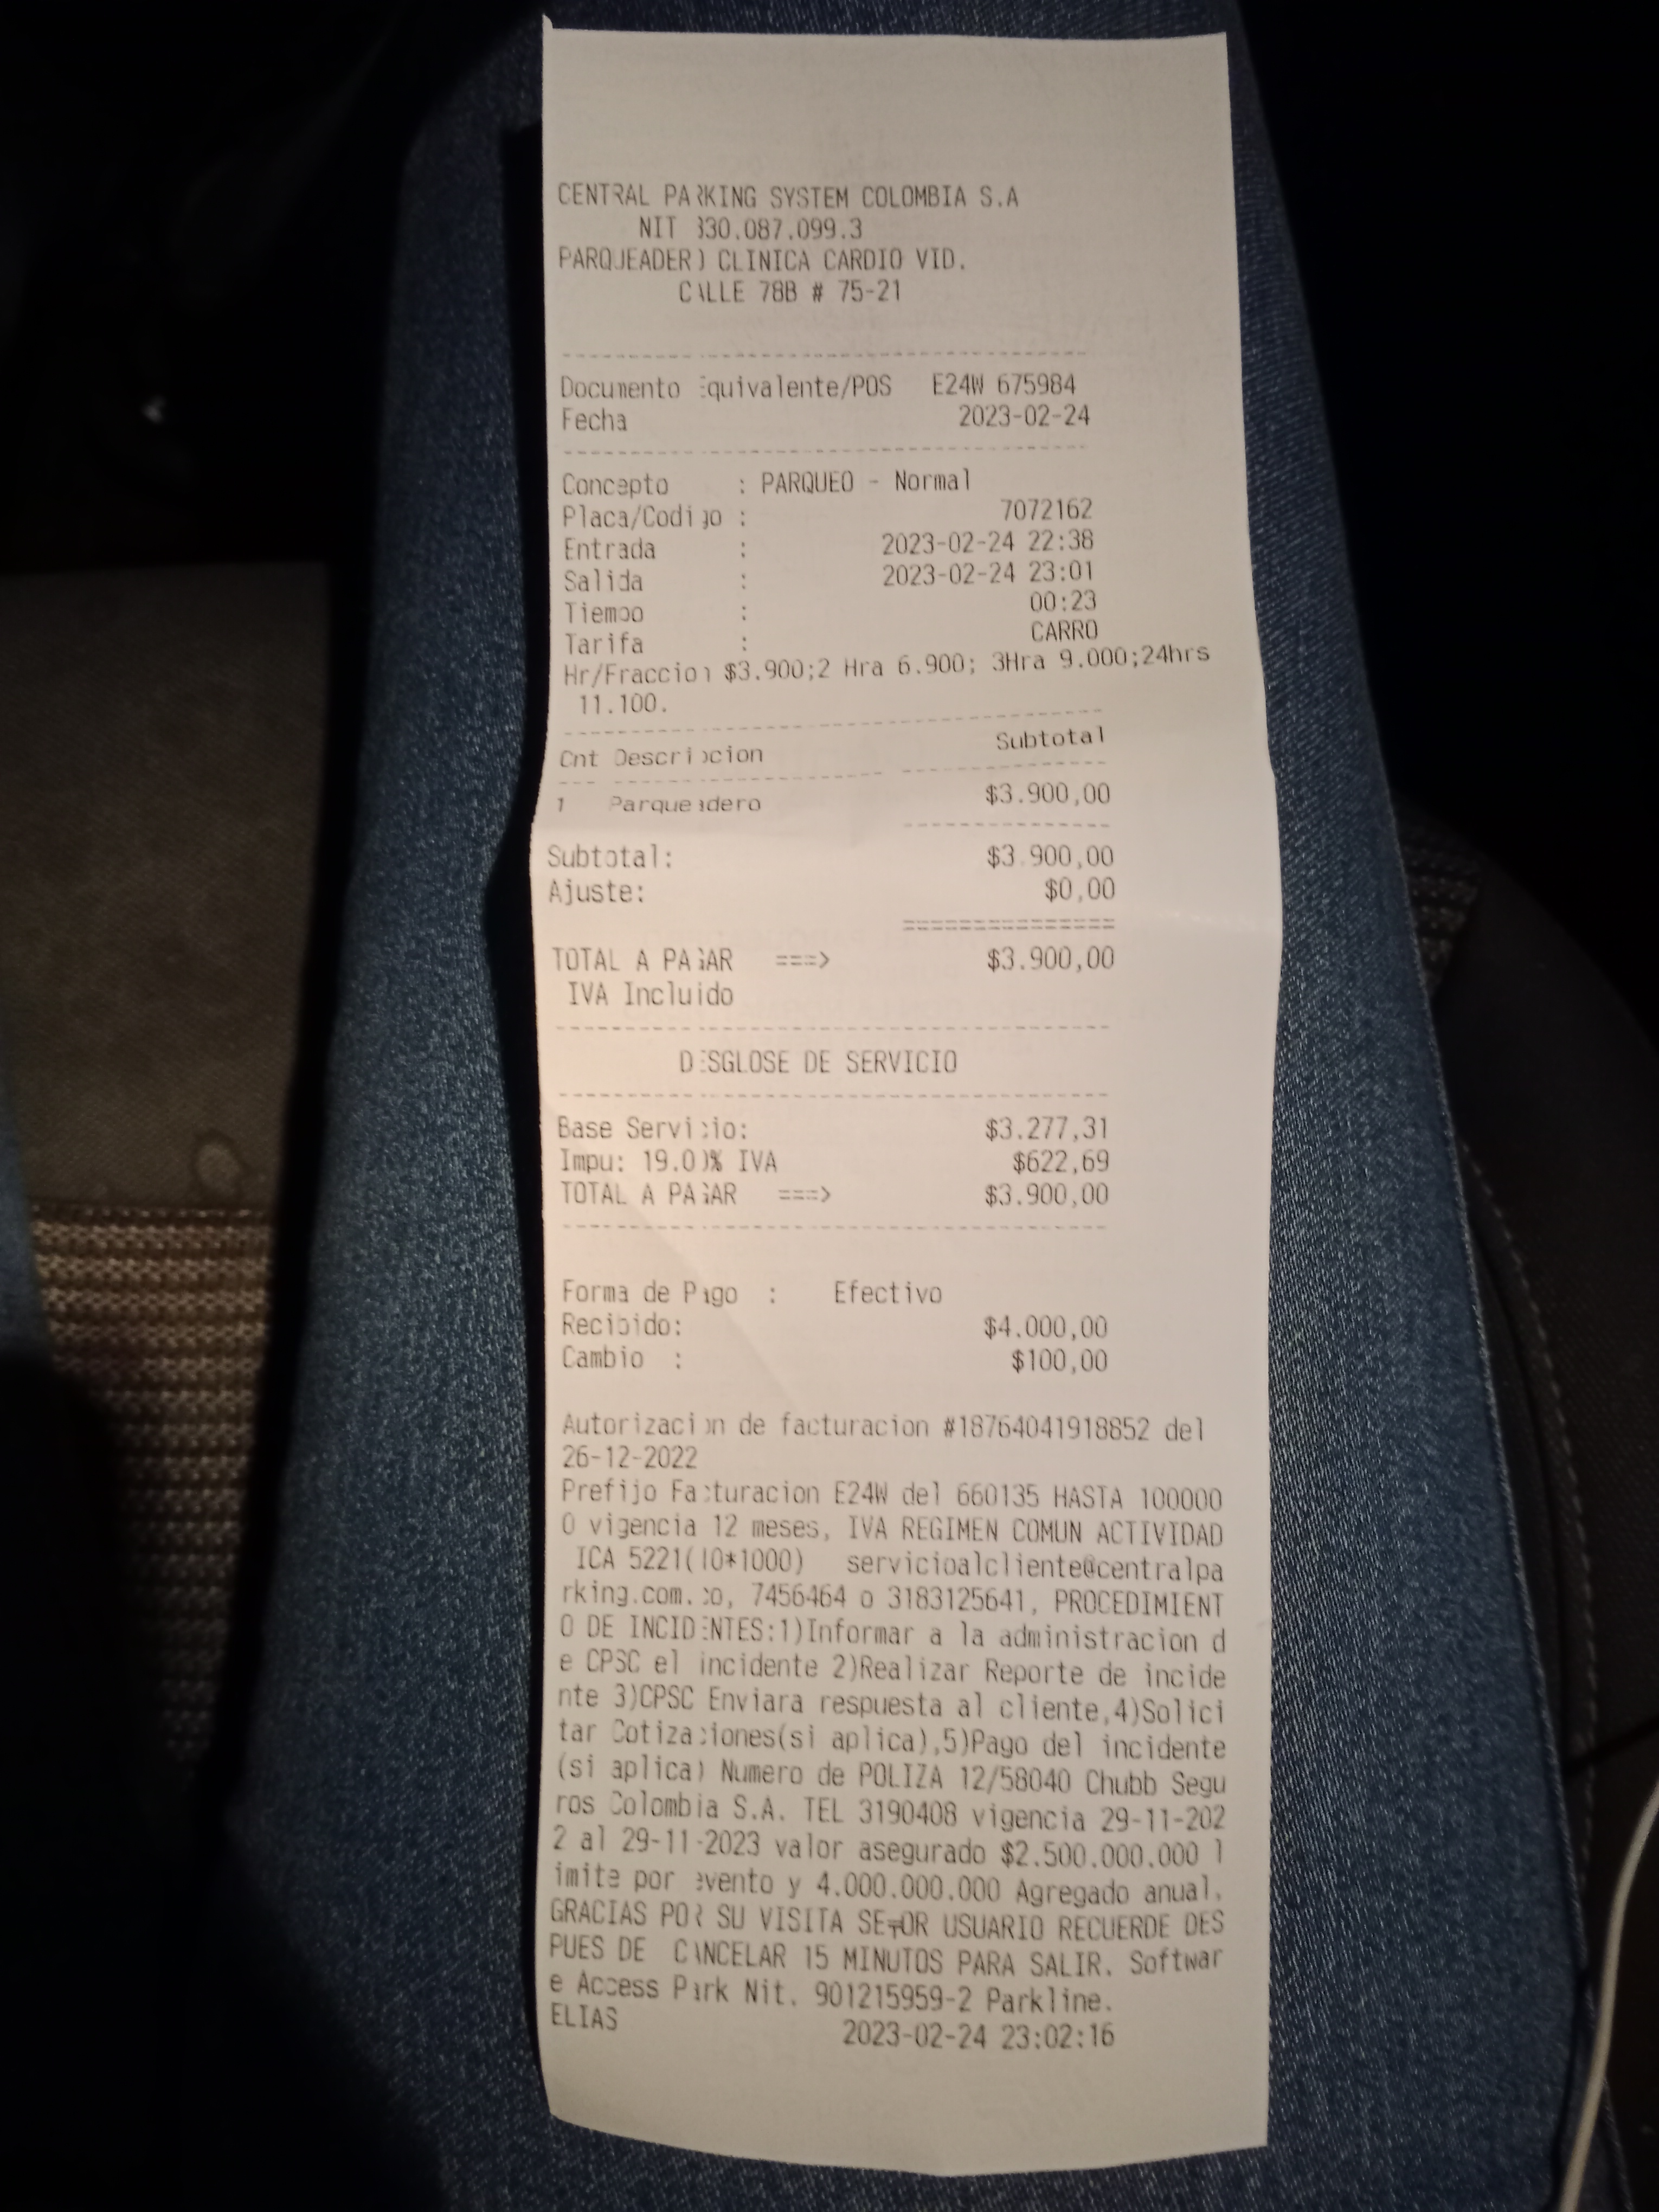 CENTRAL PARKING SYSTEM COLOMBIA S.A
NIT 830.087.099.3
PARQUEADERO CLINICA CARDIO VID.
CALLE 78B # 75-21
Documento Equivalente/POS E24W 675984
Fecha 2023-02-24
Concepto : PARQUEO - Normal
Placa/Codigo : 7072162
Entrada : 2023-02-24 22:38
Salida : 2023-02-24 23:01
Tiempo : 00:23
Tarifa : CARRO
Hr/Fraccion $3.900;2 Hra 6.900; 3Hra 9.000;24hrs
11.100.
Cnt Descripcion Subtotal
1 Parqueadero $3.900,00
Subtotal: $3.900,00
Ajuste: $0,00
TOTAL A PAGAR ===> $3.900,00
IVA Incluido
DESGLOSE DE SERVICIO
Base Servicio: $3.277,31
Impu: 19.00% IVA $622,69
TOTAL A PAGAR ===> $3.900,00
Forma de Pago : Efectivo
Recibido: $4.000,00
Cambio : $100,00
Autorizacion de facturacion #18764041918852 del
26-12-2022
Prefijo Facturacion E24W del 660135 HASTA 100000
0 vigencia 12 meses, IVA REGIMEN COMUN ACTIVIDAD
ICA 5221(10*1000) servicioalcliente@centralpa
rking.com.co, 7456464 o 3183125641, PROCEDIMIENT
O DE INCIDENTES:1)Informar a la administracion d
e CPSC el incidente 2)Realizar Reporte de incide
nte 3)CPSC Enviara respuesta al cliente,4)Solici
tar Cotizaciones(si aplica),5)Pago del incidente
(si aplica) Numero de POLIZA 12/58040 Chubb Segu
ros Colombia S.A. TEL 3190408 vigencia 29-11-202
2 al 29-11-2023 valor asegurado $2.500.000.000 l
imite por evento y 4.000.000.000 Agregado anual.
GRACIAS POR SU VISITA SE╤OR USUARIO RECUERDE DES
PUES DE CANCELAR 15 MINUTOS PARA SALIR. Softwar
e Access Park Nit. 901215959-2 Parkline.
ELIAS 2023-02-24 23:02:16